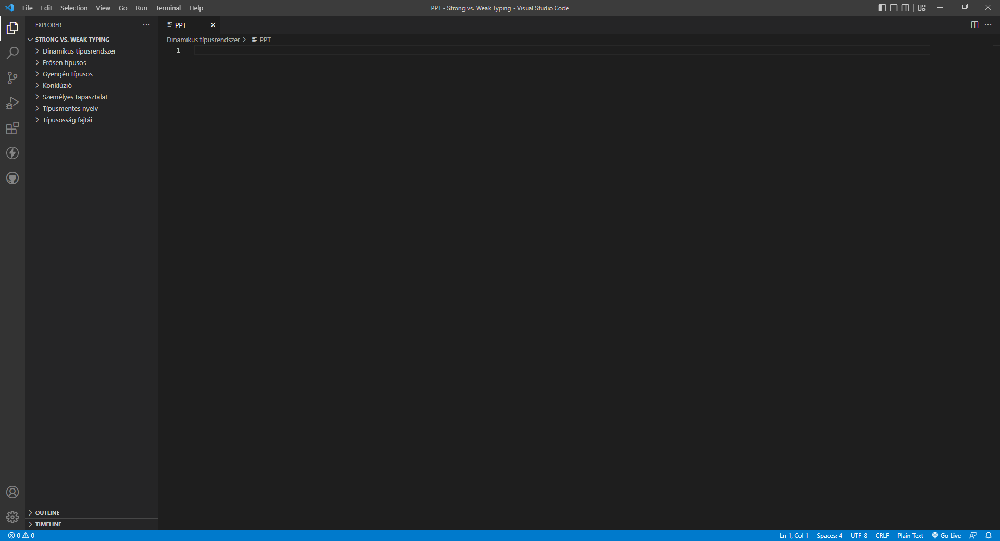 File Edit Selection View Go Run Terminal Help
PPT - Strong vs. Weak Typing - Visual Studio Code
EXPLORER
PPT
STRONG VS. WEAK TYPING
Dinamikus típusrendszer
Erősen típusos
Gyengén típusos
Konklúzió
Személyes tapasztalat
Típusmentes nyelv
Típusosság fajtái
Dinamikus típusrendszer > PPT
1
OUTLINE
TIMELINE
0 0
Ln 1, Col 1 Spaces: 4 UTF-8 CRLF Plain Text Go Live